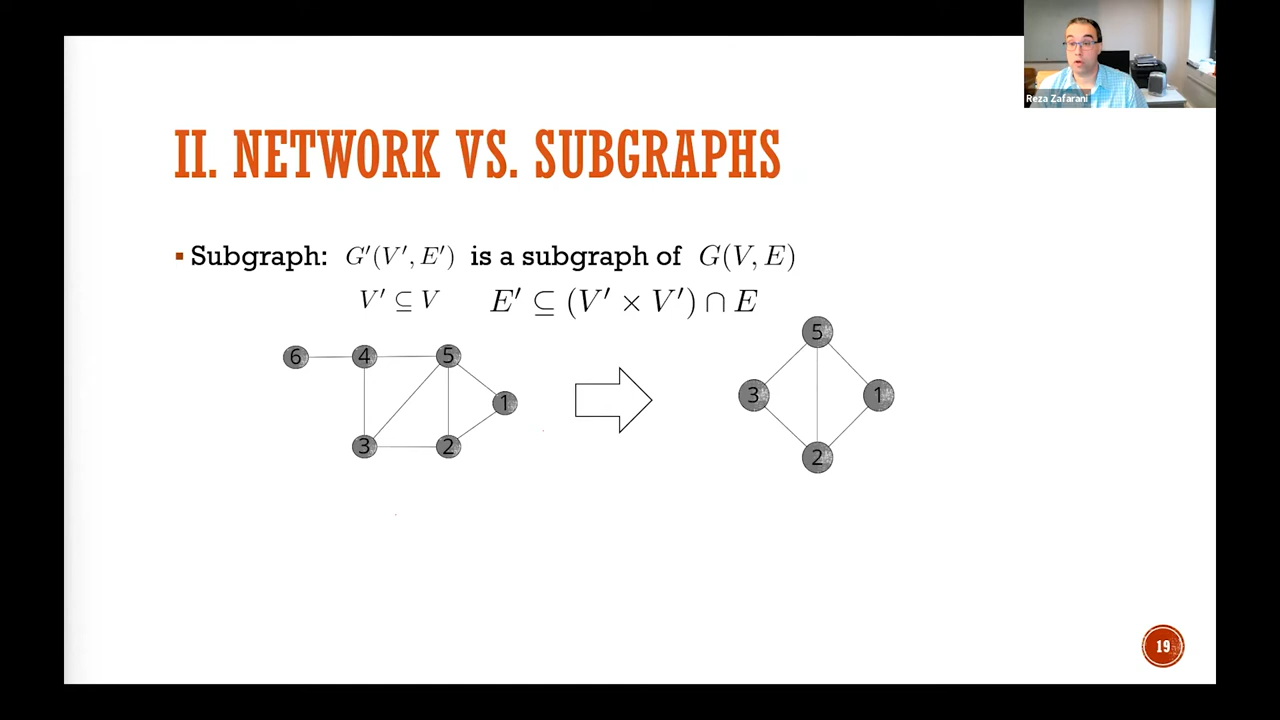 Reza Zafarani
II. NETWORK VS. SUBGRAPHS
▪ Subgraph: G′(V′, E′) is a subgraph of G(V, E)
V′ ⊆ V E′ ⊆ (V′ × V′) ∩ E
6 4 5
1
3 2
5
3 1
2
19